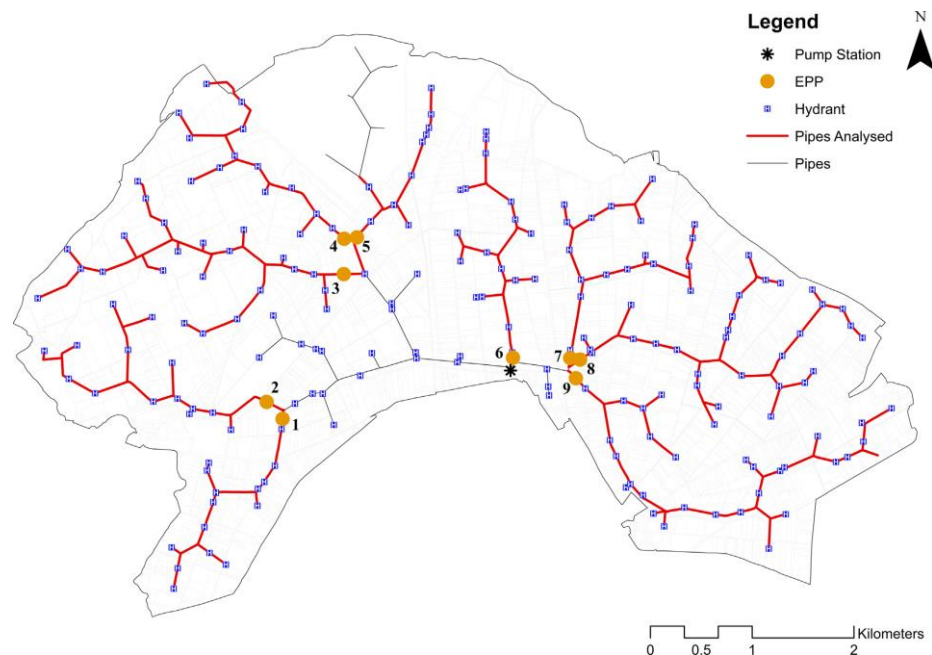 Legend
Pump Station
EPP
H Hydrant
Pipes Analysed
Pipes
N
4
5
3
6
7
8
9
2
1
Kilometers
0 0.5 1 2